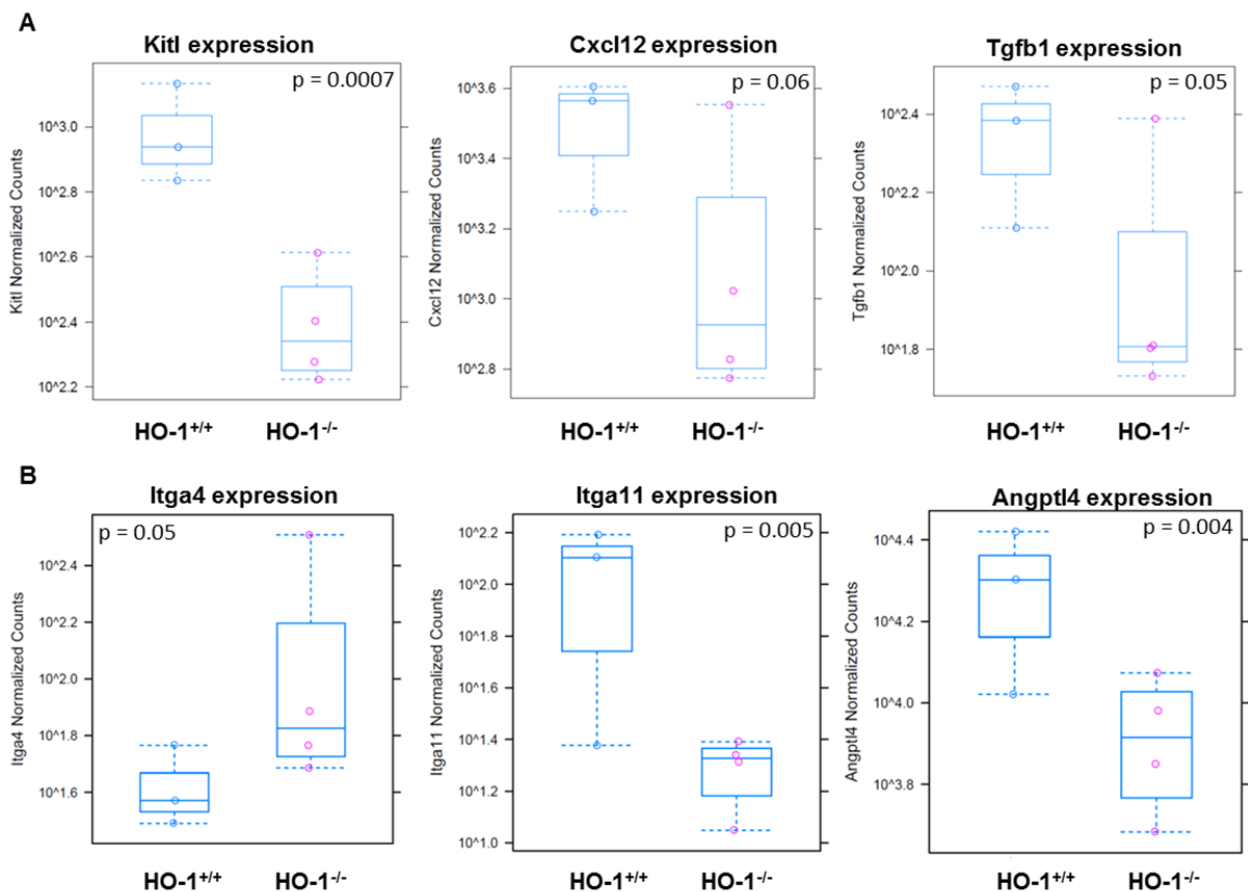 A
Kitl expression
p = 0.0007
Kitl Normalized Counts
10^3.0
10^2.8
10^2.6
10^2.4
10^2.2
HO-1+/+
HO-1-/-
Cxcl12 expression
p = 0.06
Cxcl12 Normalized Counts
10^3.6
10^3.4
10^3.2
10^3.0
10^2.8
HO-1+/+
HO-1-/-
Tgfb1 expression
p = 0.05
Tgfb1 Normalized Counts
10^2.4
10^2.2
10^2.0
10^1.8
HO-1+/+
HO-1-/-
B
Itga4 expression
p = 0.05
Itga4 Normalized Counts
10^2.4
10^2.2
10^2.0
10^1.8
10^1.6
HO-1+/+
HO-1-/-
Itga11 expression
p = 0.005
Itga11 Normalized Counts
10^2.2
10^2.0
10^1.8
10^1.6
10^1.4
10^1.2
10^1.0
HO-1+/+
HO-1-/-
Angptl4 expression
p = 0.004
Angptl4 Normalized Counts
10^4.4
10^4.2
10^4.0
10^3.8
HO-1+/+
HO-1-/-